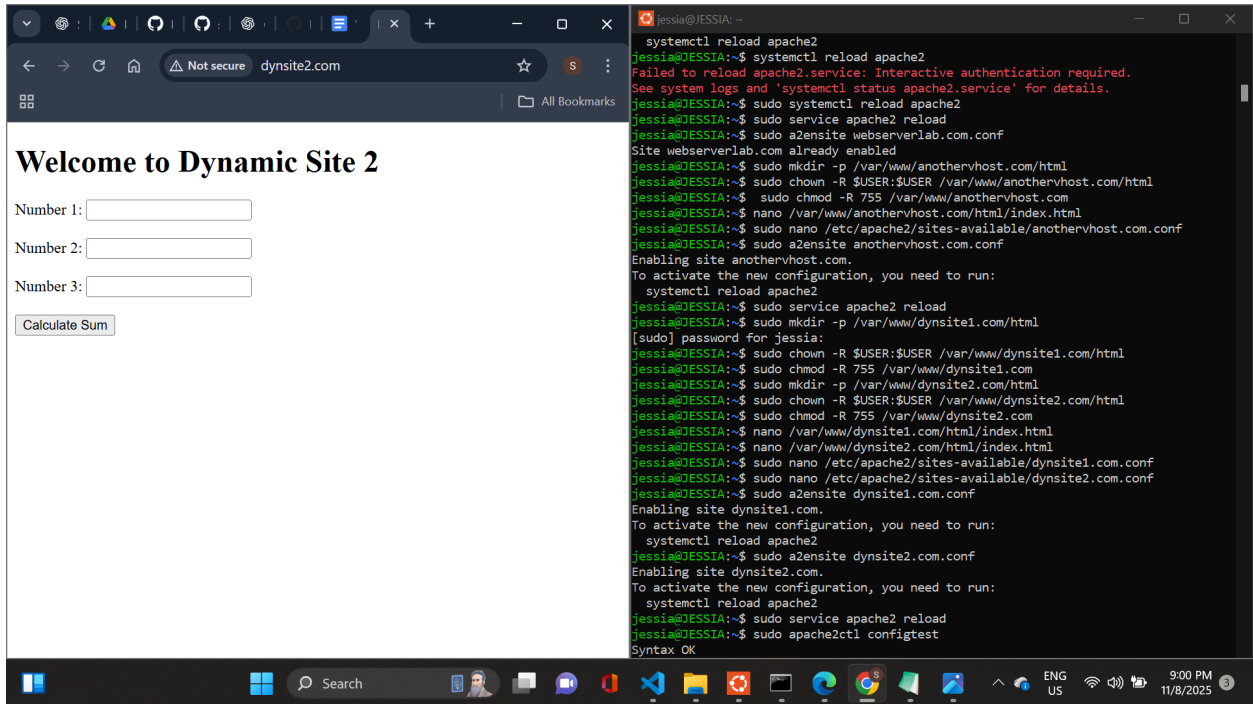 Not secure
dynsite2.com
S
All Bookmarks
Welcome to Dynamic Site 2
Number 1:
Number 2:
Number 3:
Calculate Sum
jessia@JESSIA: ~
  systemctl reload apache2
jessia@JESSIA:~$ systemctl reload apache2
Failed to reload apache2.service: Interactive authentication required.
See system logs and 'systemctl status apache2.service' for details.
jessia@JESSIA:~$ sudo systemctl reload apache2
jessia@JESSIA:~$ sudo service apache2 reload
jessia@JESSIA:~$ sudo a2ensite webserverlab.com.conf
Site webserverlab.com already enabled
jessia@JESSIA:~$ sudo mkdir -p /var/www/anothervhost.com/html
jessia@JESSIA:~$ sudo chown -R $USER:$USER /var/www/anothervhost.com/html
jessia@JESSIA:~$  sudo chmod -R 755 /var/www/anothervhost.com
jessia@JESSIA:~$ nano /var/www/anothervhost.com/html/index.html
jessia@JESSIA:~$ sudo nano /etc/apache2/sites-available/anothervhost.com.conf
jessia@JESSIA:~$ sudo a2ensite anothervhost.com.conf
Enabling site anothervhost.com.
To activate the new configuration, you need to run:
  systemctl reload apache2
jessia@JESSIA:~$ sudo service apache2 reload
jessia@JESSIA:~$ sudo mkdir -p /var/www/dynsite1.com/html
[sudo] password for jessia:
jessia@JESSIA:~$ sudo chown -R $USER:$USER /var/www/dynsite1.com/html
jessia@JESSIA:~$ sudo chmod -R 755 /var/www/dynsite1.com
jessia@JESSIA:~$ sudo mkdir -p /var/www/dynsite2.com/html
jessia@JESSIA:~$ sudo chown -R $USER:$USER /var/www/dynsite2.com/html
jessia@JESSIA:~$ sudo chmod -R 755 /var/www/dynsite2.com
jessia@JESSIA:~$ nano /var/www/dynsite1.com/html/index.html
jessia@JESSIA:~$ nano /var/www/dynsite2.com/html/index.html
jessia@JESSIA:~$ sudo nano /etc/apache2/sites-available/dynsite1.com.conf
jessia@JESSIA:~$ sudo nano /etc/apache2/sites-available/dynsite2.com.conf
jessia@JESSIA:~$ sudo a2ensite dynsite1.com.conf
Enabling site dynsite1.com.
To activate the new configuration, you need to run:
  systemctl reload apache2
jessia@JESSIA:~$ sudo a2ensite dynsite2.com.conf
Enabling site dynsite2.com.
To activate the new configuration, you need to run:
  systemctl reload apache2
jessia@JESSIA:~$ sudo service apache2 reload
jessia@JESSIA:~$ sudo apache2ctl configtest
Syntax OK
Search
ENG
US
9:00 PM
11/8/2025
3